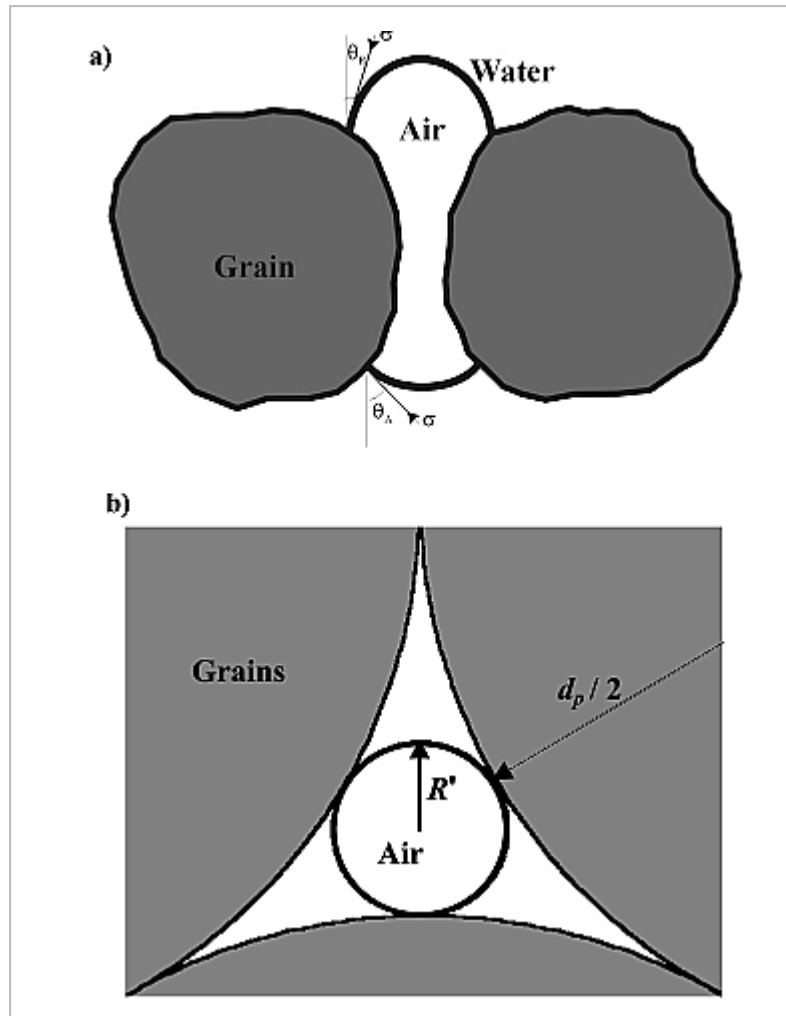 a)
θR
σ
Water
Air
Grain
θA
σ
b)
Grains
dp / 2
R'
Air